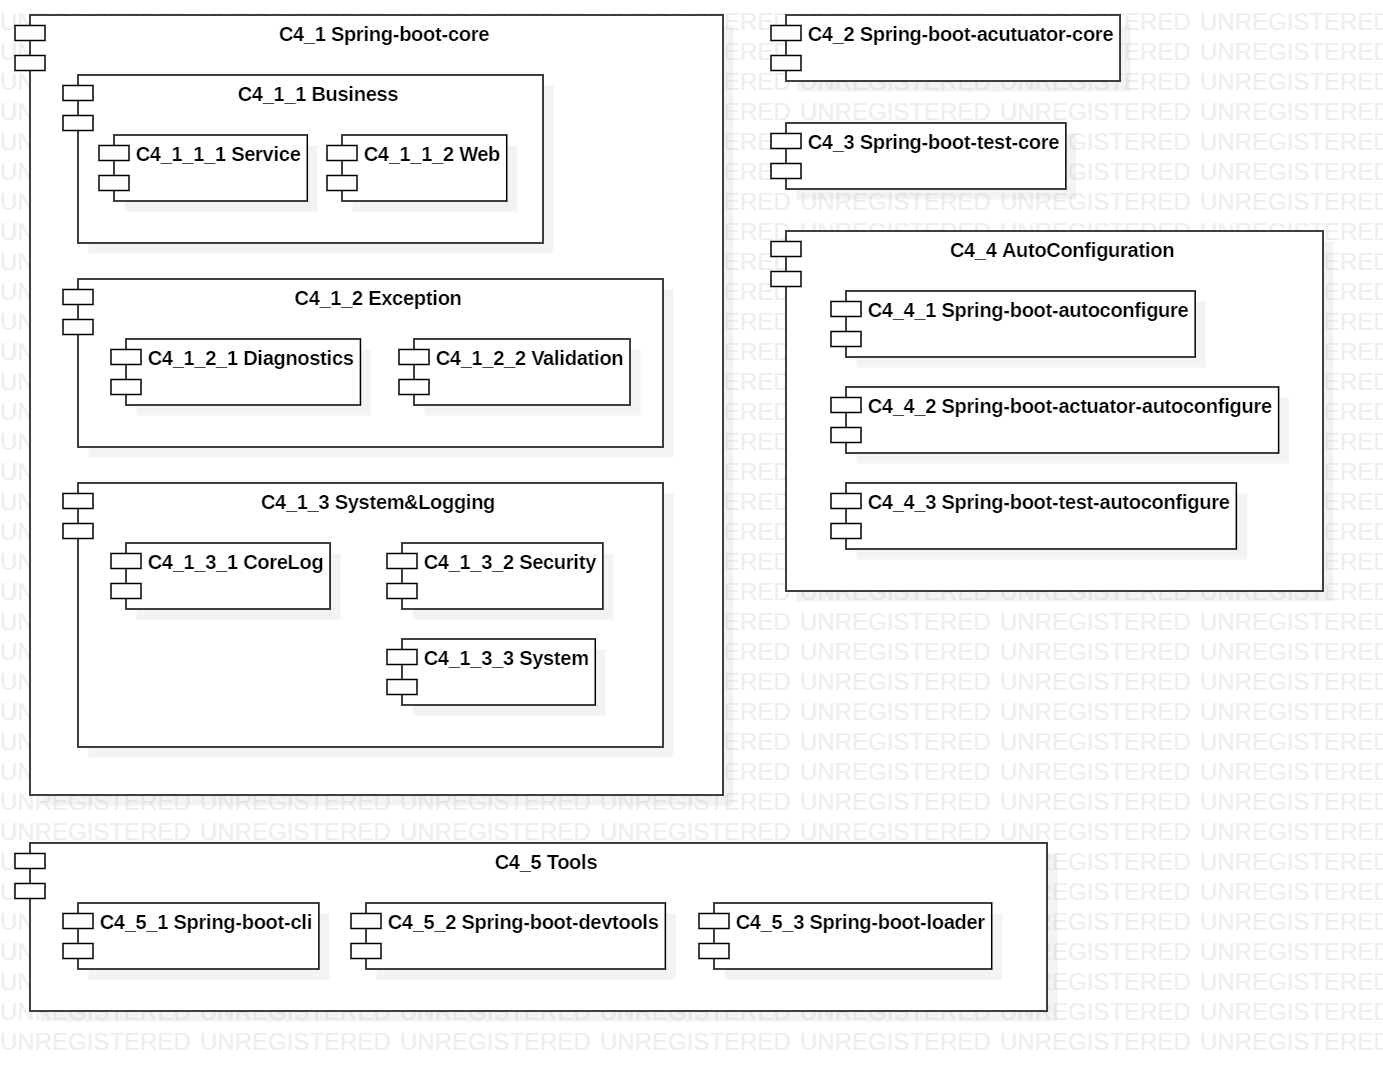 C4_1 Spring-boot-core
C4_1_1 Business
C4_1_1_1 Service
C4_1_1_2 Web
C4_1_2 Exception
C4_1_2_1 Diagnostics
C4_1_2_2 Validation
C4_1_3 System&Logging
C4_1_3_1 CoreLog
C4_1_3_2 Security
C4_1_3_3 System
C4_2 Spring-boot-acutuator-core
C4_3 Spring-boot-test-core
C4_4 AutoConfiguration
C4_4_1 Spring-boot-autoconfigure
C4_4_2 Spring-boot-actuator-autoconfigure
C4_4_3 Spring-boot-test-autoconfigure
C4_5 Tools
C4_5_1 Spring-boot-cli
C4_5_2 Spring-boot-devtools
C4_5_3 Spring-boot-loader
UNREGISTERED UNREGISTERED UNREGISTERED UNREGISTERED UNREGISTERED UNREGISTERED UNREGISTERED